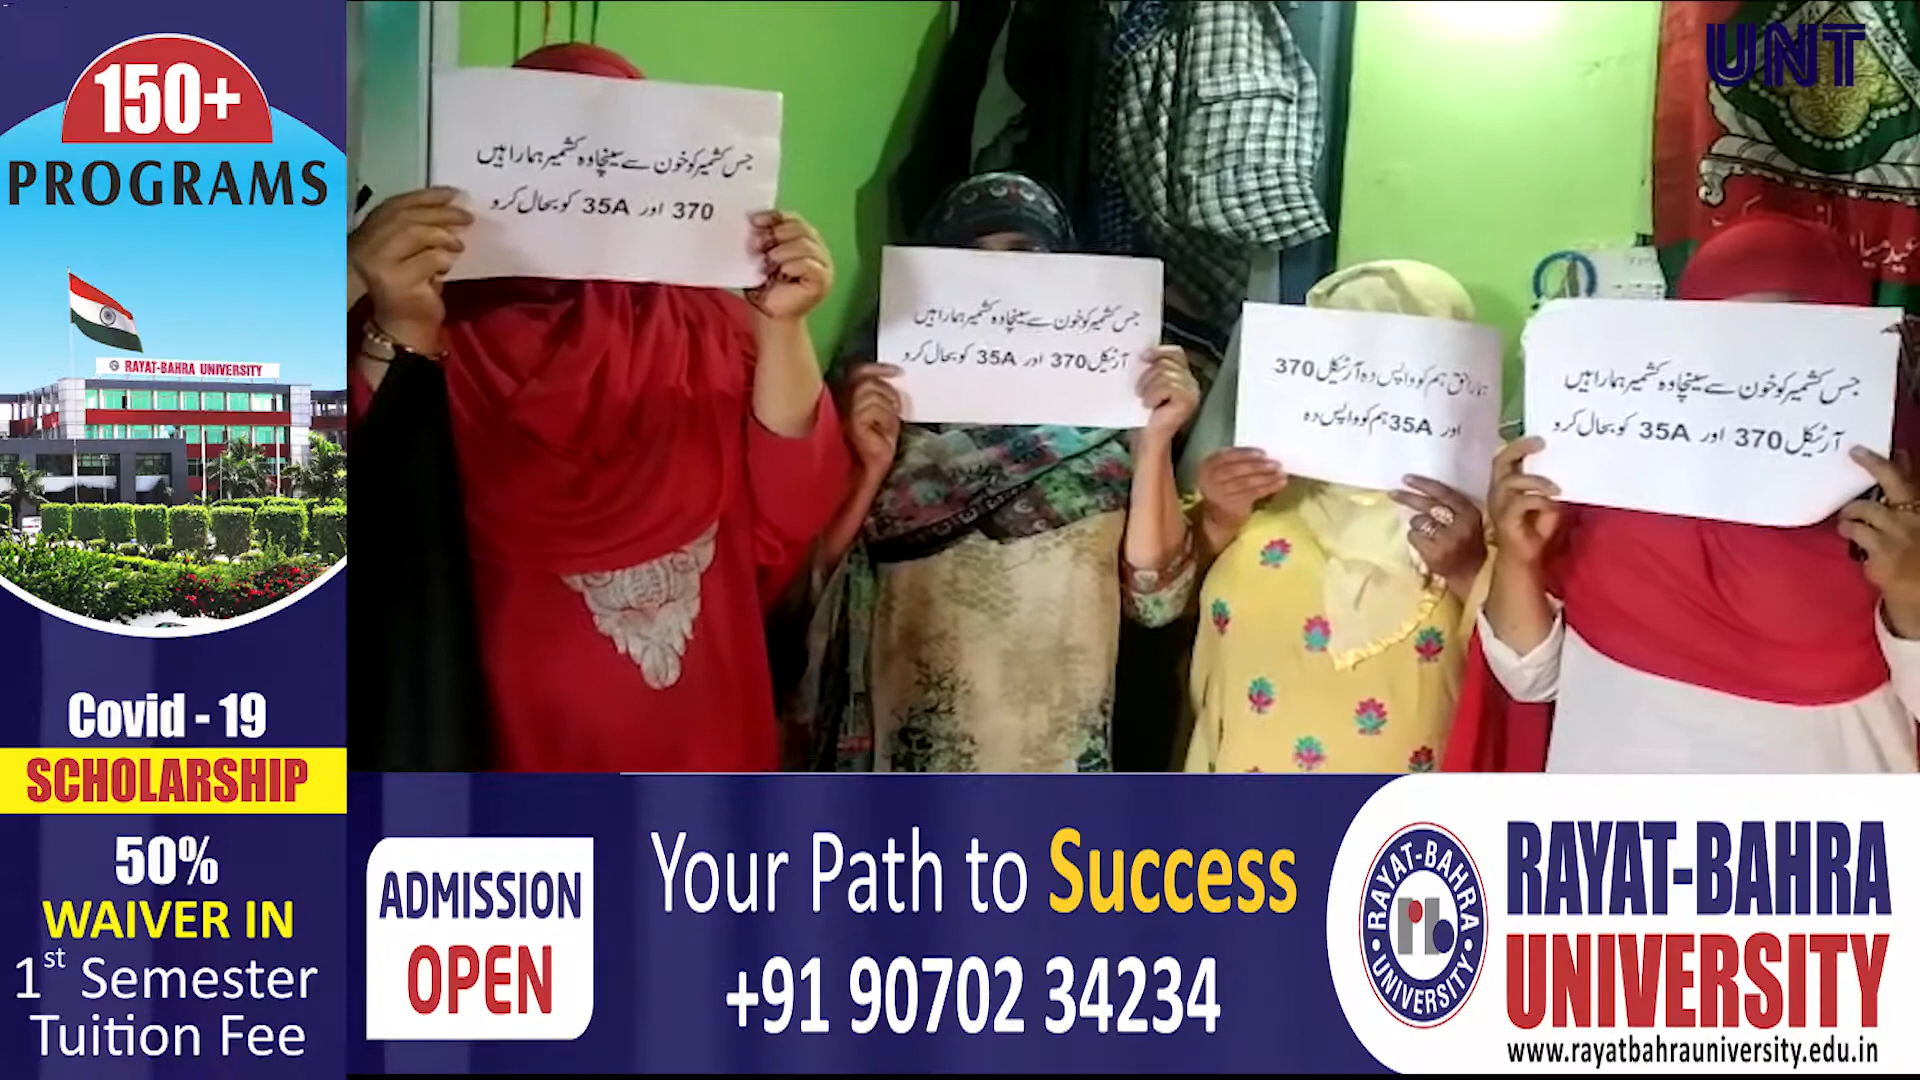 150+
PROGRAMS
RAYAT-BAHRA UNIVERSITY
Covid - 19
SCHOLARSHIP
50%
WAIVER IN
1st Semester
Tuition Fee
UNT
جس کشمیر کو خون سے سینچا وہ کشمیر ہمارا ہیں
370 اور 35A کو بحال کرو
جس کشمیر کو خون سے سینچا وہ کشمیر ہمارا ہیں
آرٹیکل 370 اور 35A کو بحال کرو
ہمارا حق ہم کو واپس دہ آرٹیکل 370
اور 35A ہم کو واپس دہ
جس کشمیر کو خون سے سینچا وہ کشمیر ہمارا ہیں
آرٹیکل 370 اور 35A کو بحال کرو
ADMISSION
OPEN
Your Path to Success
+91 90702 34234
RAYAT-BAHRA
UNIVERSITY
RAYAT-BAHRA
UNIVERSITY
www.rayatbahrauniversity.edu.in